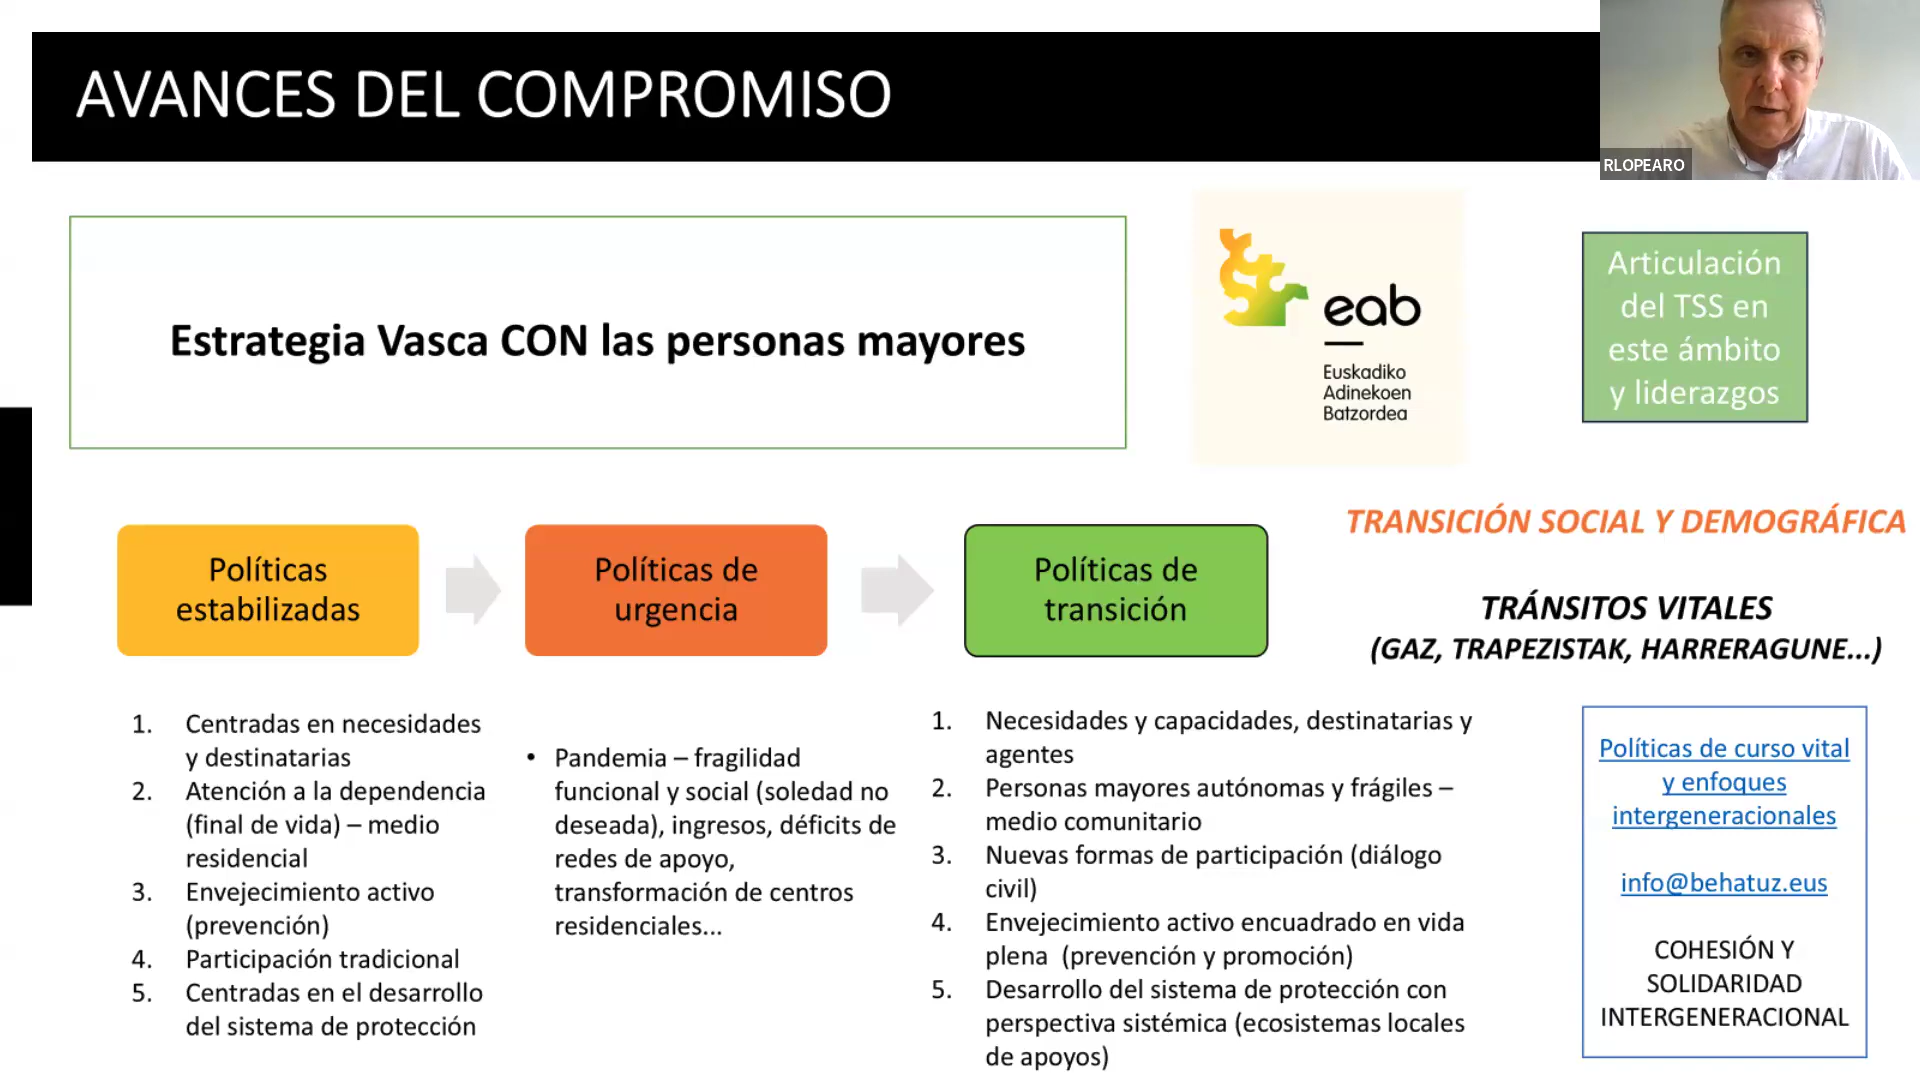 AVANCES DEL COMPROMISO
RLOPEARO
Estrategia Vasca CON las personas mayores
eab
Euskadiko
Adinekoen
Batzordea
Articulación
del TSS en
este ámbito
y liderazgos
Políticas
estabilizadas
Políticas de
urgencia
Políticas de
transición
TRANSICIÓN SOCIAL Y DEMOGRÁFICA
TRÁNSITOS VITALES
(GAZ, TRAPEZISTAK, HARRERAGUNE...)
1. Centradas en necesidades
y destinatarias
2. Atención a la dependencia
(final de vida) – medio
residencial
3. Envejecimiento activo
(prevención)
4. Participación tradicional
5. Centradas en el desarrollo
del sistema de protección
• Pandemia – fragilidad
funcional y social (soledad no
deseada), ingresos, déficits de
redes de apoyo,
transformación de centros
residenciales...
1. Necesidades y capacidades, destinatarias y
agentes
2. Personas mayores autónomas y frágiles –
medio comunitario
3. Nuevas formas de participación (diálogo
civil)
4. Envejecimiento activo encuadrado en vida
plena (prevención y promoción)
5. Desarrollo del sistema de protección con
perspectiva sistémica (ecosistemas locales
de apoyos)
Políticas de curso vital
y enfoques
intergeneracionales
info@behatuz.eus
COHESIÓN Y
SOLIDARIDAD
INTERGENERACIONAL